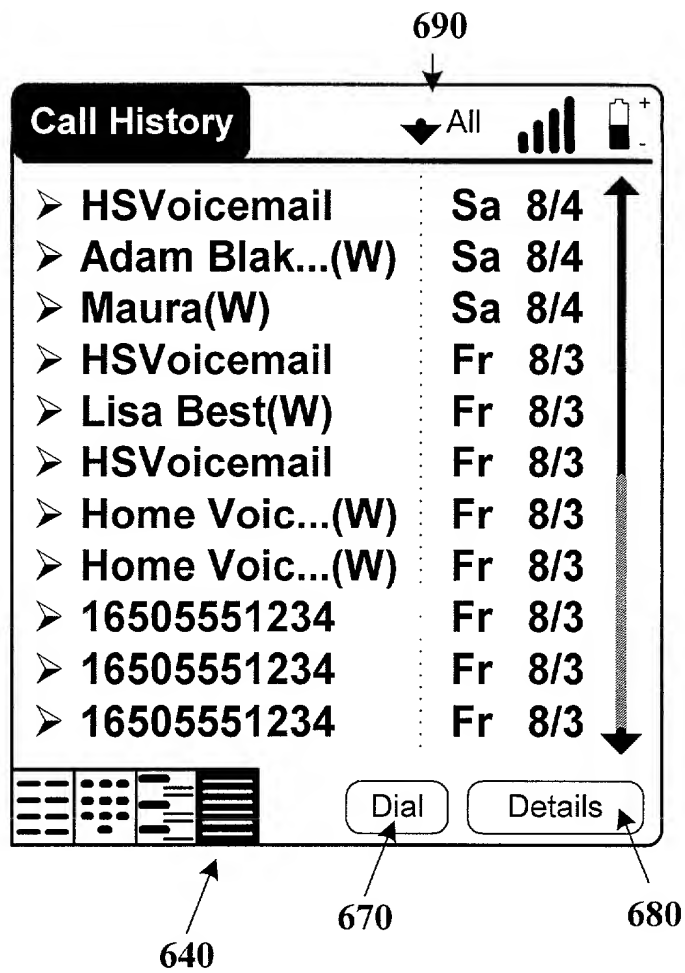 690
Call History All + -
HSVoicemail Sa 8/4
Adam Blak...(W) Sa 8/4
Maura(W) Sa 8/4
HSVoicemail Fr 8/3
Lisa Best(W) Fr 8/3
HSVoicemail Fr 8/3
Home Voic...(W) Fr 8/3
Home Voic...(W) Fr 8/3
16505551234 Fr 8/3
16505551234 Fr 8/3
16505551234 Fr 8/3
Dial Details
670 680
640